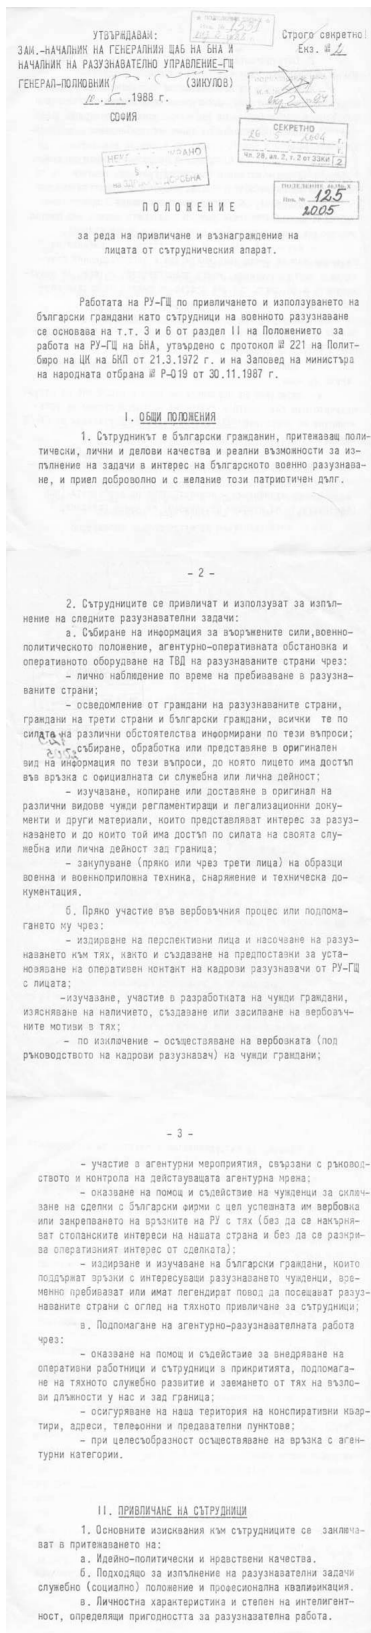 УТВЪРЖДАВАМ:
Строго секретно!
ЗАМ.-НАЧАЛНИК НА ГЕНЕРАЛНИЯ ЩАБ НА БНА И
Екз. № 2
НАЧАЛНИК НА РАЗУЗНАВАТЕЛНО УПРАВЛЕНИЕ-ГЩ
ГЕНЕРАЛ-ПОЛКОВНИК (ЗИКУЛОВ)
.5.1988 г.
СОФИЯ
СЕКРЕТНО
Чл. 28, ал. 2, т. 2 от ЗЗКИ 2
125
2005
ПОЛОЖЕНИЕ
за реда на привличане и възнаграждение на
лицата от сътрудническия апарат.
Работата на РУ-ГЩ по привличането и използуването на
български граждани като сътрудници на военното разузнаване
се основава на т.т. 3 и 6 от раздел II на Положението за
работа на РУ-ГЩ на БНА, утвърдено с протокол № 221 на Полит-
бюро на ЦК на БКП от 21.3.1972 г. и на Заповед на министъра
на народната отбрана № Р-019 от 30.11.1987 г.
I. ОБЩИ ПОЛОЖЕНИЯ
1. Сътрудникът е български гражданин, притежаващ поли-
тически, лични и делови качества и реални възможности за из-
пълнение на задачи в интерес на българското военно разузнава-
не, и приел доброволно и с желание този патриотичен дълг.
- 2 -
2. Сътрудниците се привличат и използуват за изпъл-
нение на следните разузнавателни задачи:
а. Събиране на информация за въоръжените сили,военно-
политическото положение, агентурно-оперативната обстановка и
оперативното оборудване на ТВД на разузнаваните страни чрез:
- лично наблюдение по време на пребиваване в разузна-
ваните страни;
- осведомление от граждани на разузнаваните страни,
граждани на трети страни и български граждани, всички те по
силата на различни обстоятелства информирани по тези въпроси;
- събиране, обработка или представяне в оригинален
вид на информация по тези въпроси, до която лицето има достъп
във връзка с официалната си служебна или лична дейност;
- изучаване, копиране или доставяне в оригинал на
различни видове чужди регламентиращи и легализационни доку-
менти и други материали, които представляват интерес за разуз-
наването и до които той има достъп по силата на своята слу-
жебна или лична дейност зад граница;
- закупуване (пряко или чрез трети лица) на образци
военна и военноприложна техника, снаряжение и техническа до-
кументация.
б. Пряко участие във вербовъчния процес или подпома-
гането му чрез:
- издирване на перспективни лица и насочване на разуз-
наването към тях, както и създаване на предпоставки за уста-
новяване на оперативен контакт на кадрови разузнавачи от РУ-ГЩ
с лицата;
-изучаване, участие в разработката на чужди граждани,
изясняване на наличието, създаване или засилване на вербовъч-
ните мотиви в тях;
- по изключение - осъществяване на вербовката (под
ръководството на кадрови разузнавач) на чужди граждани;
- 3 -
- участие в агентурни мероприятия, свързани с ръковод-
ството и контрола на действуващата агентурна мрежа;
- оказване на помощ и съдействие на чужденци за сключ-
ване на сделки с български фирми с цел успешната им вербовка
или закрепването на връзките на РУ с тях (без да се накърня-
ват стопанските интереси на нашата страна и без да се разкри-
ва оперативният интерес от сделката);
- издирване и изучаване на български граждани, които
поддържат връзки с интересуващи разузнаването чужденци, вре-
менно пребивават или имат легендират повод да посещават разуз-
наваните страни с оглед на тяхното привличане за сътрудници;
в. Подпомагане на агентурно-разузнавателната работа
чрез:
- оказване на помощ и съдействие за внедряване на
оперативни работници и сътрудници в прикритията, подпомага-
не на тяхното служебно развитие и заемането от тях на възло-
ви длъжности у нас и зад граница;
- осигуряване на наша територия на конспиративни квар-
тири, адреси, телефонни и предавателни пунктове;
- при целесъобразност осъществяване на връзка с аген-
турни категории.
II. ПРИВЛИЧАНЕ НА СЪТРУДНИЦИ
1. Основните изисквания към сътрудниците се заключа-
ват в притежаването на:
а. Идейно-политически и нравствени качества.
б. Подходящо за изпълнение на разузнавателни задачи
служебно (социално) положение и професионална квалификация.
в. Личностна характеристика и степен на интелигент-
ност, определящи пригодността за разузнавателна работа.